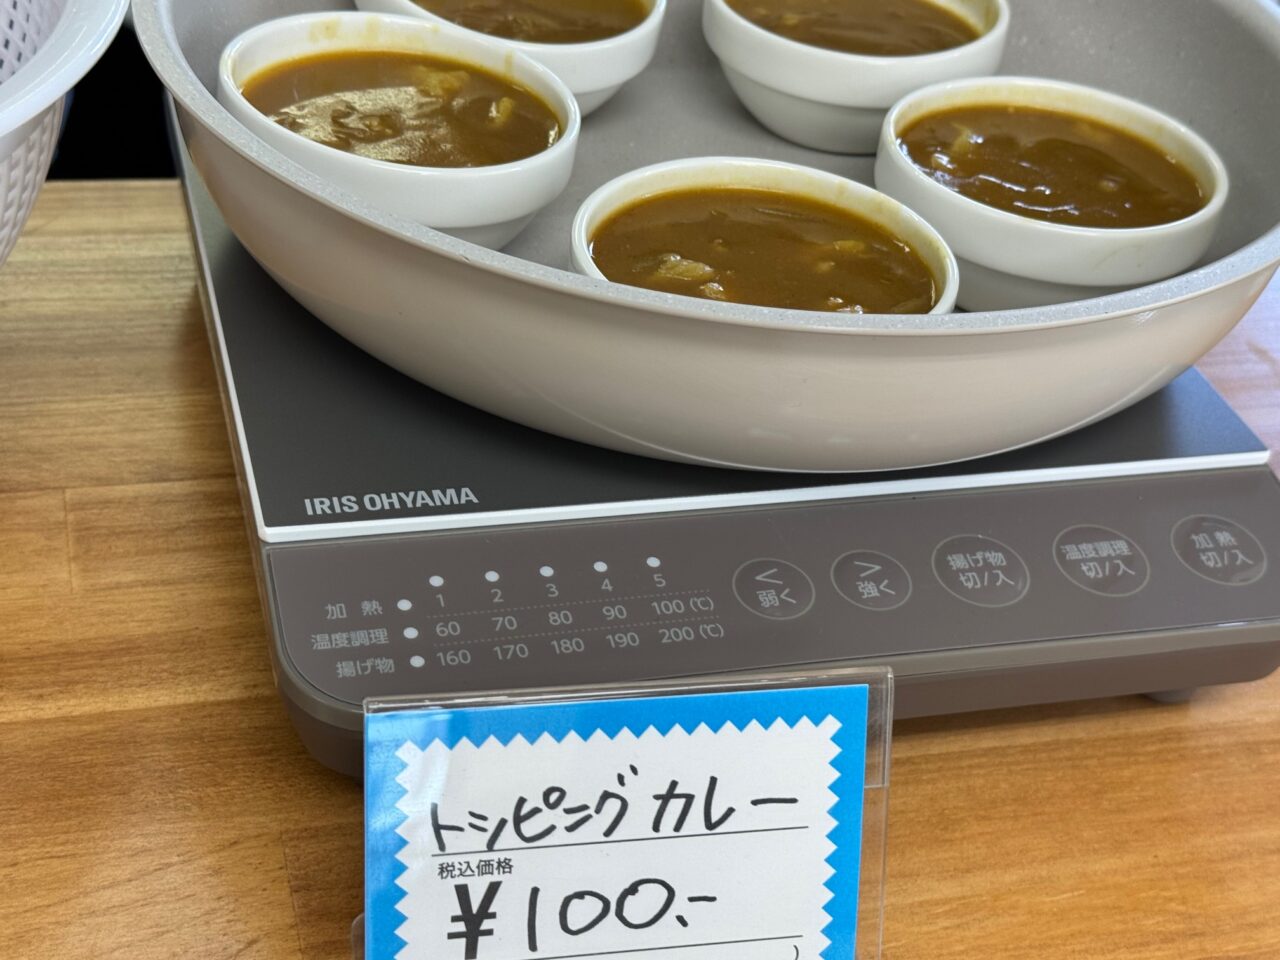 IRIS OHYAMA
加熱 1 2 3 4 5
温度調理 60 70 80 90 100 (℃)
揚げ物 160 170 180 190 200 (℃)
< 弱く
> 強く
揚げ物 切/入
温度調理 切/入
加熱 切/入
トッピングカレー
税込価格
¥100.-
)